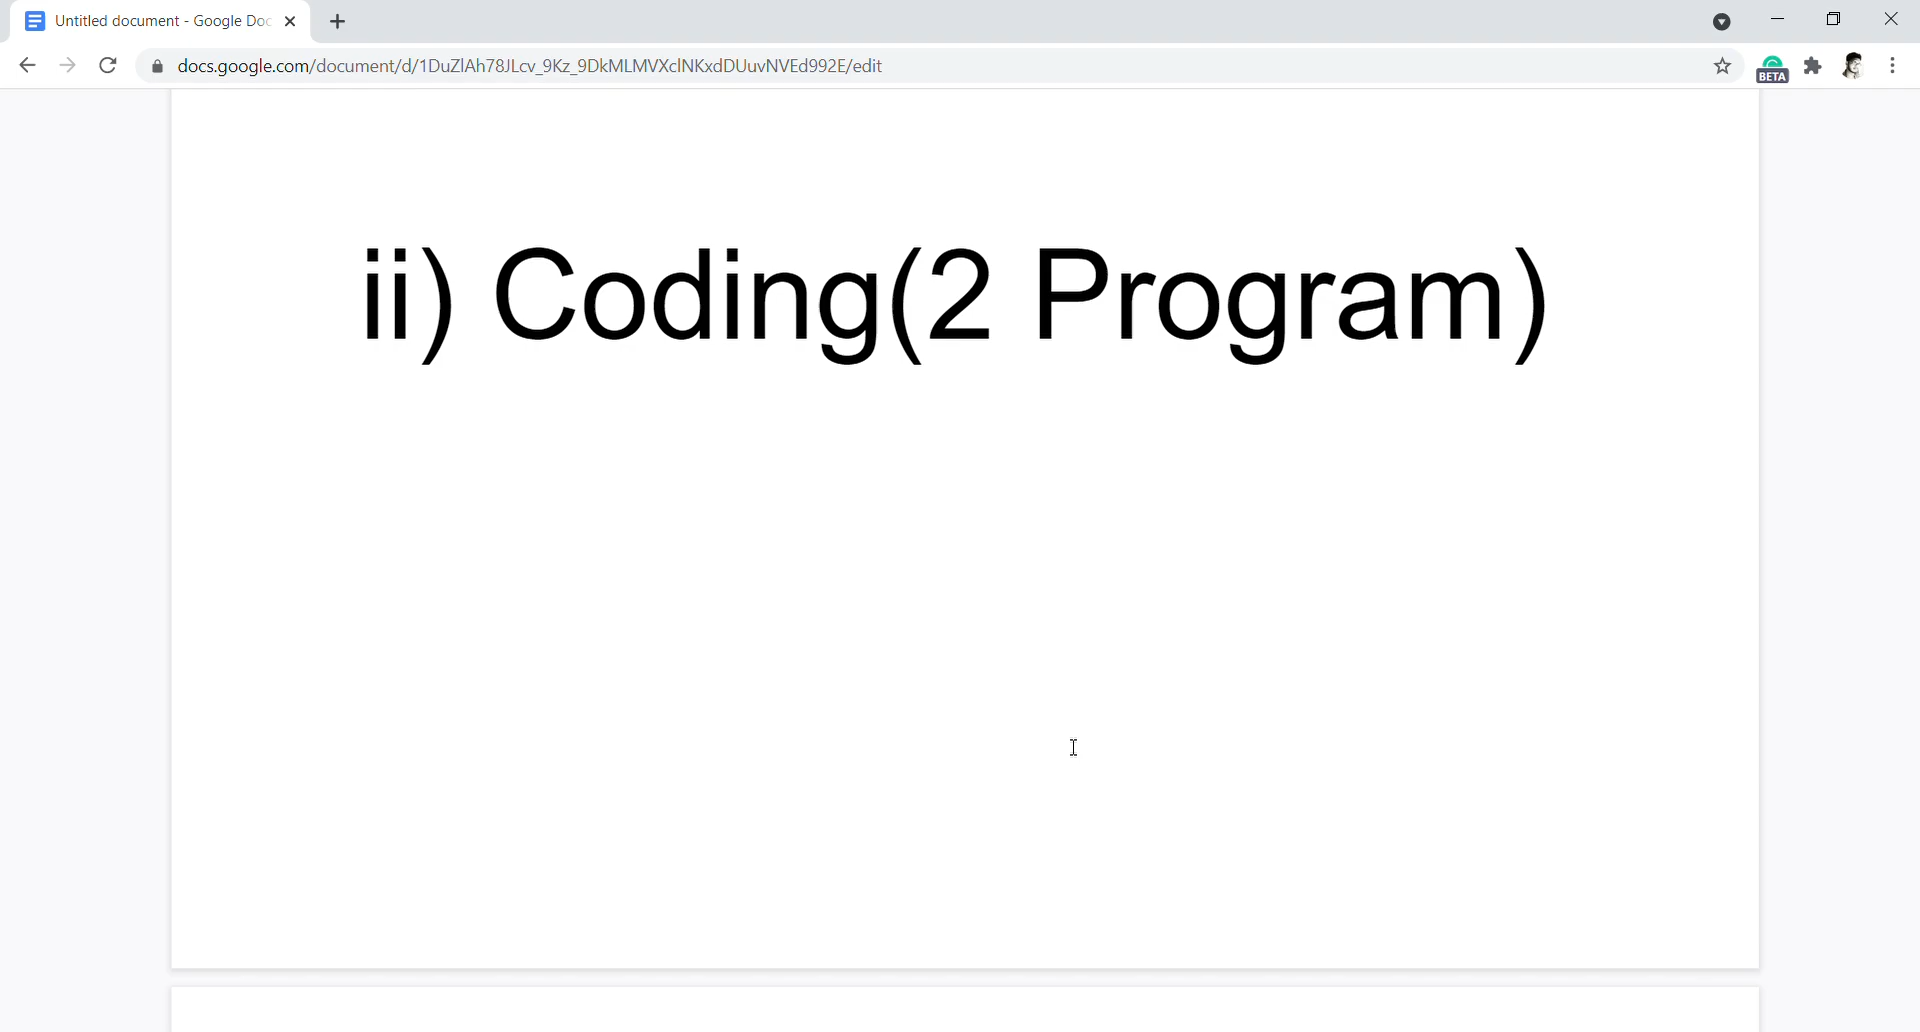 Untitled document - Google Doc
docs.google.com/document/d/1DuZlAh78JLcv_9Kz_9DkMLMVXclNKxdDUuvNVEd992E/edit
BETA
ii) Coding(2 Program)